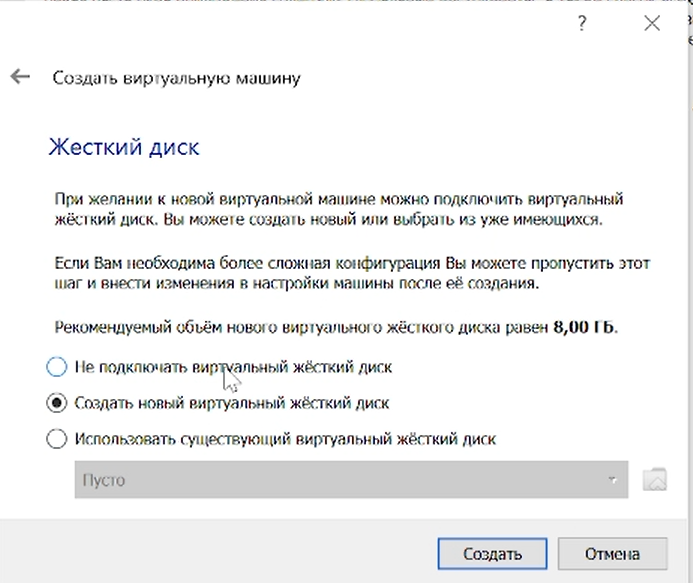 ?
Создать виртуальную машину
Жесткий диск
При желании к новой виртуальной машине можно подключить виртуальный
жёсткий диск. Вы можете создать новый или выбрать из уже имеющихся.
Если Вам необходима более сложная конфигурация Вы можете пропустить этот
шаг и внести изменения в настройки машины после её создания.
Рекомендуемый объём нового виртуального жёсткого диска равен 8,00 ГБ.
Не подключать виртуальный жёсткий диск
Создать новый виртуальный жёсткий диск
Использовать существующий виртуальный жёсткий диск
Пусто
Создать
Отмена